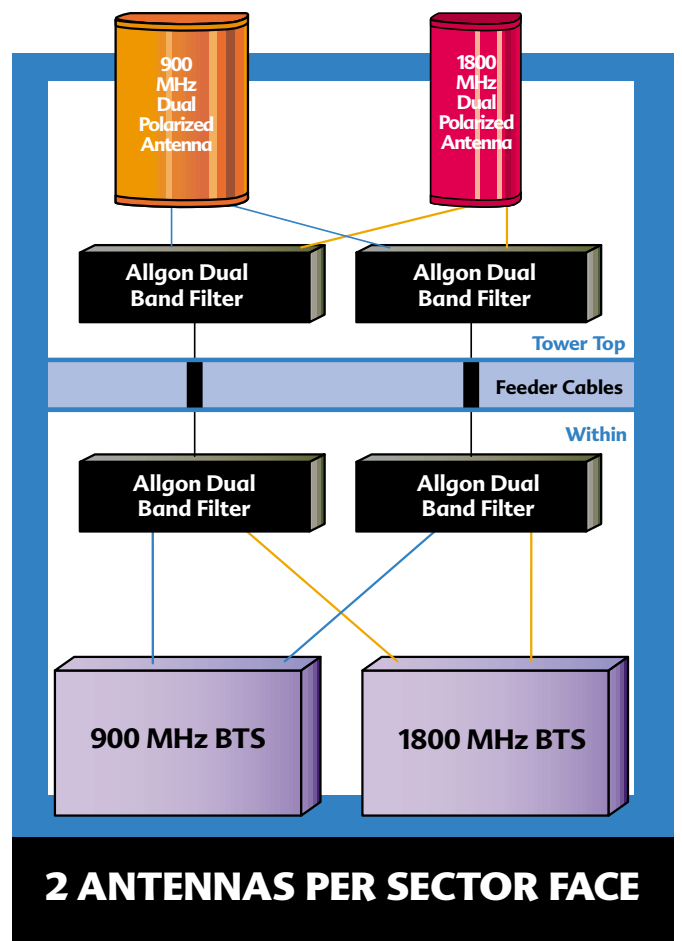 900
MHz
Dual
Polarized
Antenna
1800
MHz
Dual
Polarized
Antenna
Allgon Dual
Band Filter
Allgon Dual
Band Filter
Tower Top
Feeder Cables
Within
Allgon Dual
Band Filter
Allgon Dual
Band Filter
900 MHz BTS
1800 MHz BTS
2 ANTENNAS PER SECTOR FACE